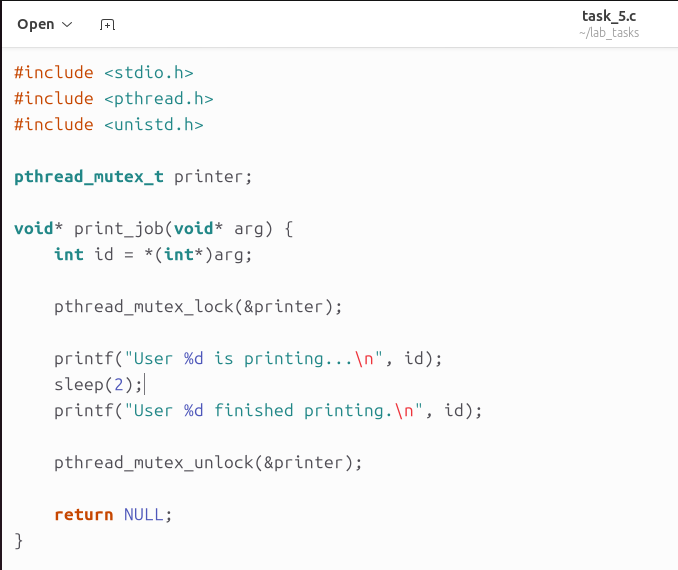 Open
task_5.c
~/lab_tasks
#include <stdio.h>
#include <pthread.h>
#include <unistd.h>
pthread_mutex_t printer;
void* print_job(void* arg) {
    int id = *(int*)arg;
    pthread_mutex_lock(&printer);
    printf("User %d is printing...\n", id);
    sleep(2);
    printf("User %d finished printing.\n", id);
    pthread_mutex_unlock(&printer);
    return NULL;
}